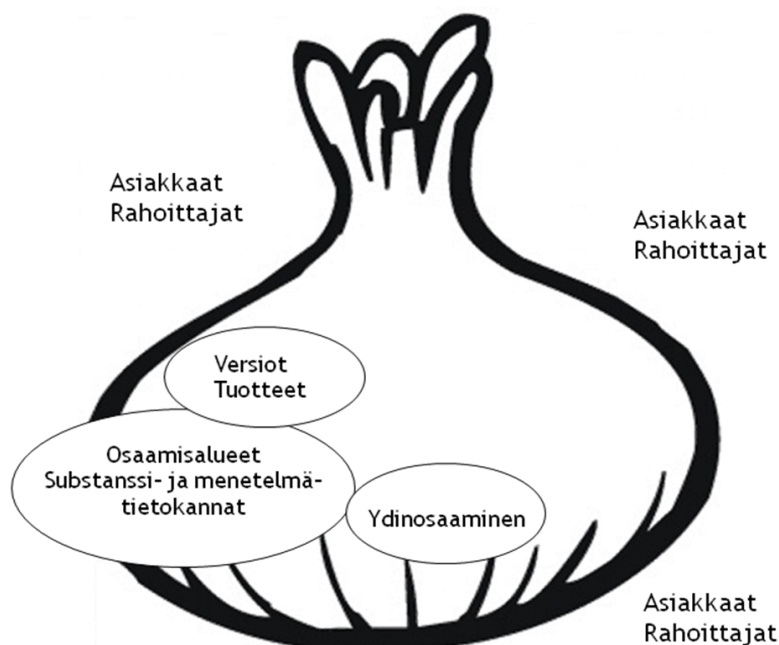 Asiakkaat
Rahoittajat
Asiakkaat
Rahoittajat
Versiot
Tuotteet
Osaamisalueet
Substanssi- ja menetelmä-
tietokannat
Ydinosaaminen
Asiakkaat
Rahoittajat